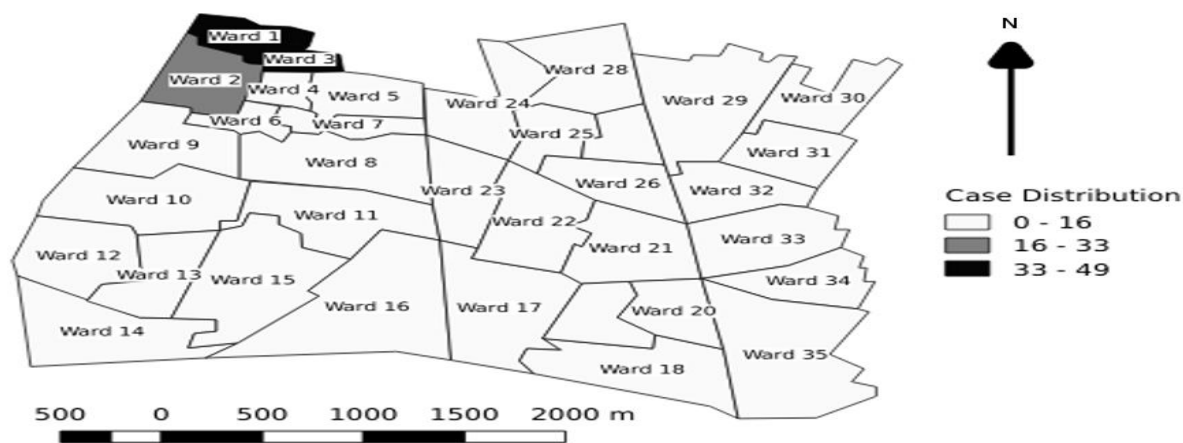 N
Ward 1
Ward 3
Ward 2
Ward 4
Ward 5
Ward 6
Ward 7
Ward 9
Ward 8
Ward 10
Ward 11
Ward 12
Ward 13
Ward 15
Ward 14
Ward 16
Ward 28
Ward 24
Ward 29
Ward 30
Ward 25
Ward 31
Ward 26
Ward 32
Ward 23
Ward 22
Ward 21
Ward 33
Ward 34
Ward 17
Ward 20
Ward 35
Ward 18
Case Distribution
0 - 16
16 - 33
33 - 49
500 0 500 1000 1500 2000 m